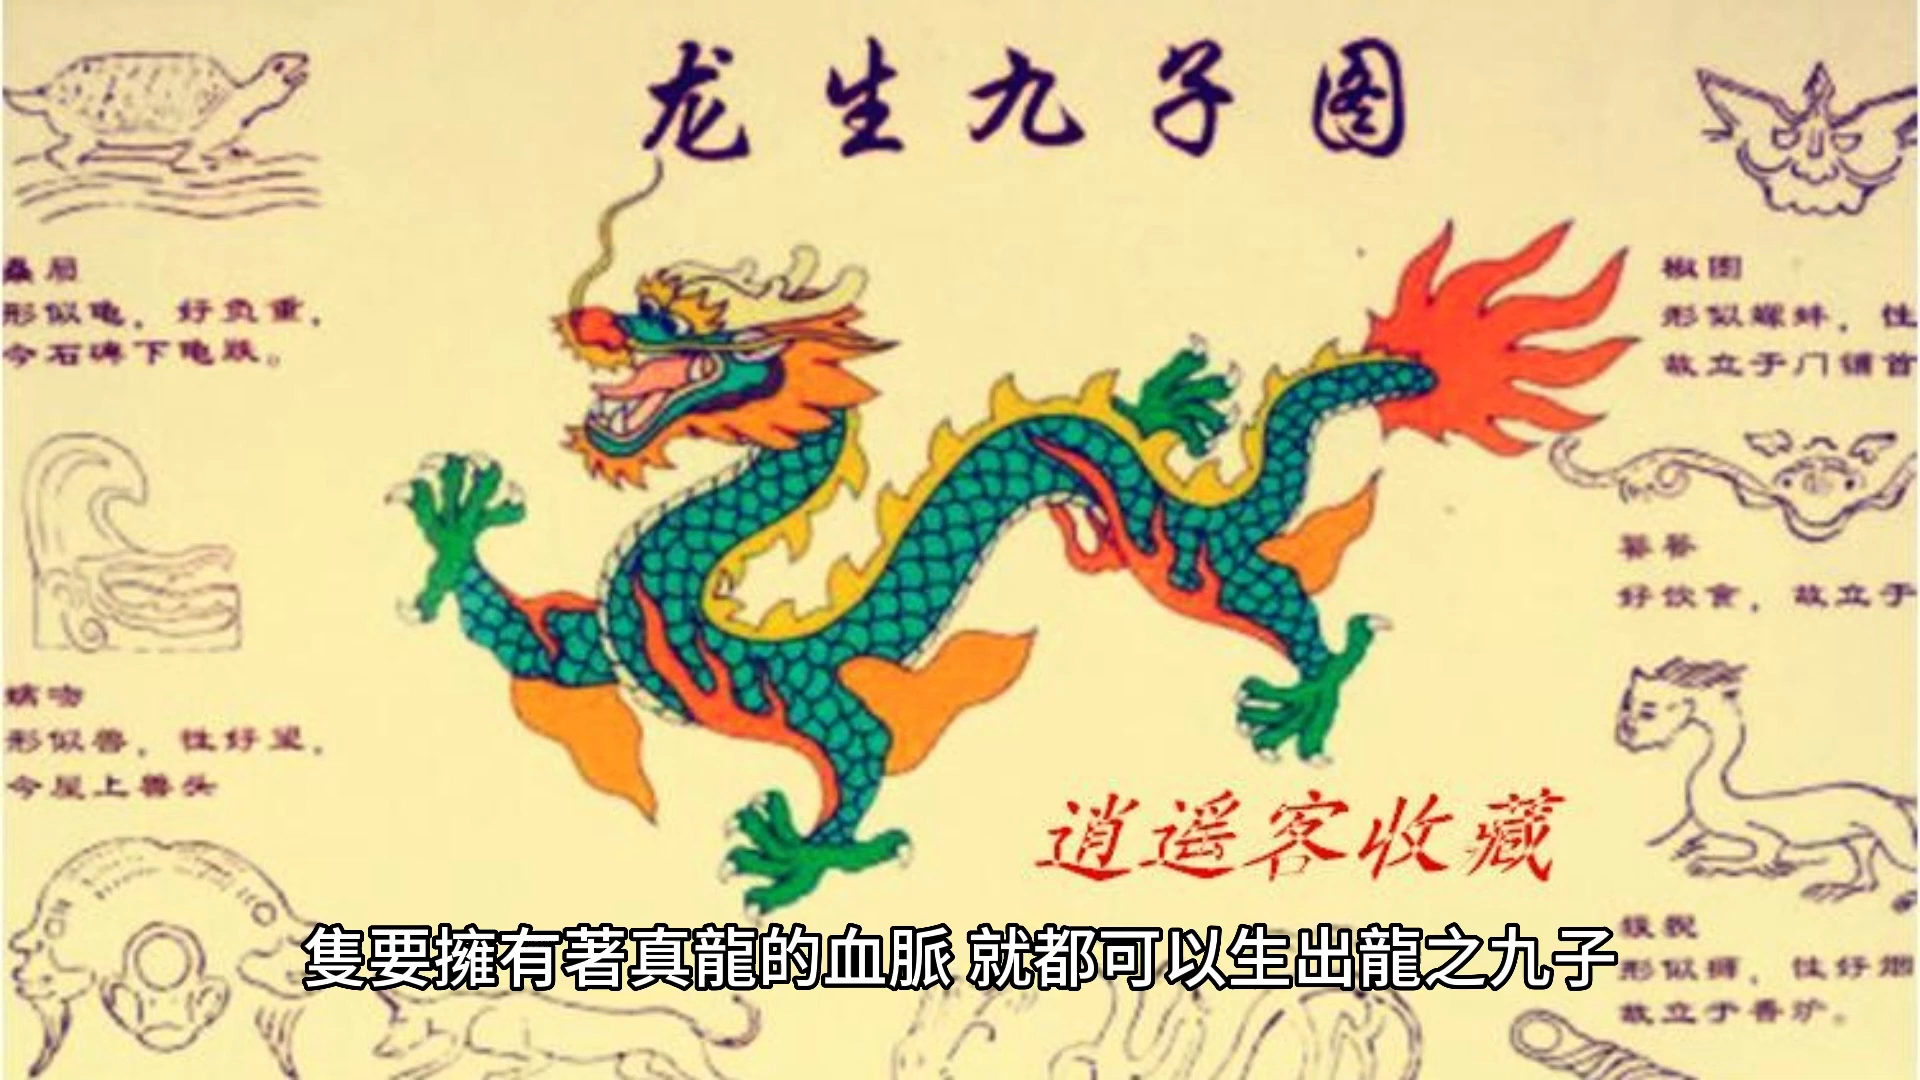 龙生九子图
形似龟，好负重，
今石碑下龟趺。
螭吻
形似兽，性好望，
今屋上兽头
椒图
形似螺蚌，性
故立于门铺首
饕餮
好饮食，故立于
狻猊
形似狮，性好烟
故立于香炉。
逍遥客收藏
隻要擁有著真龍的血脈 就都可以生出龍之九子